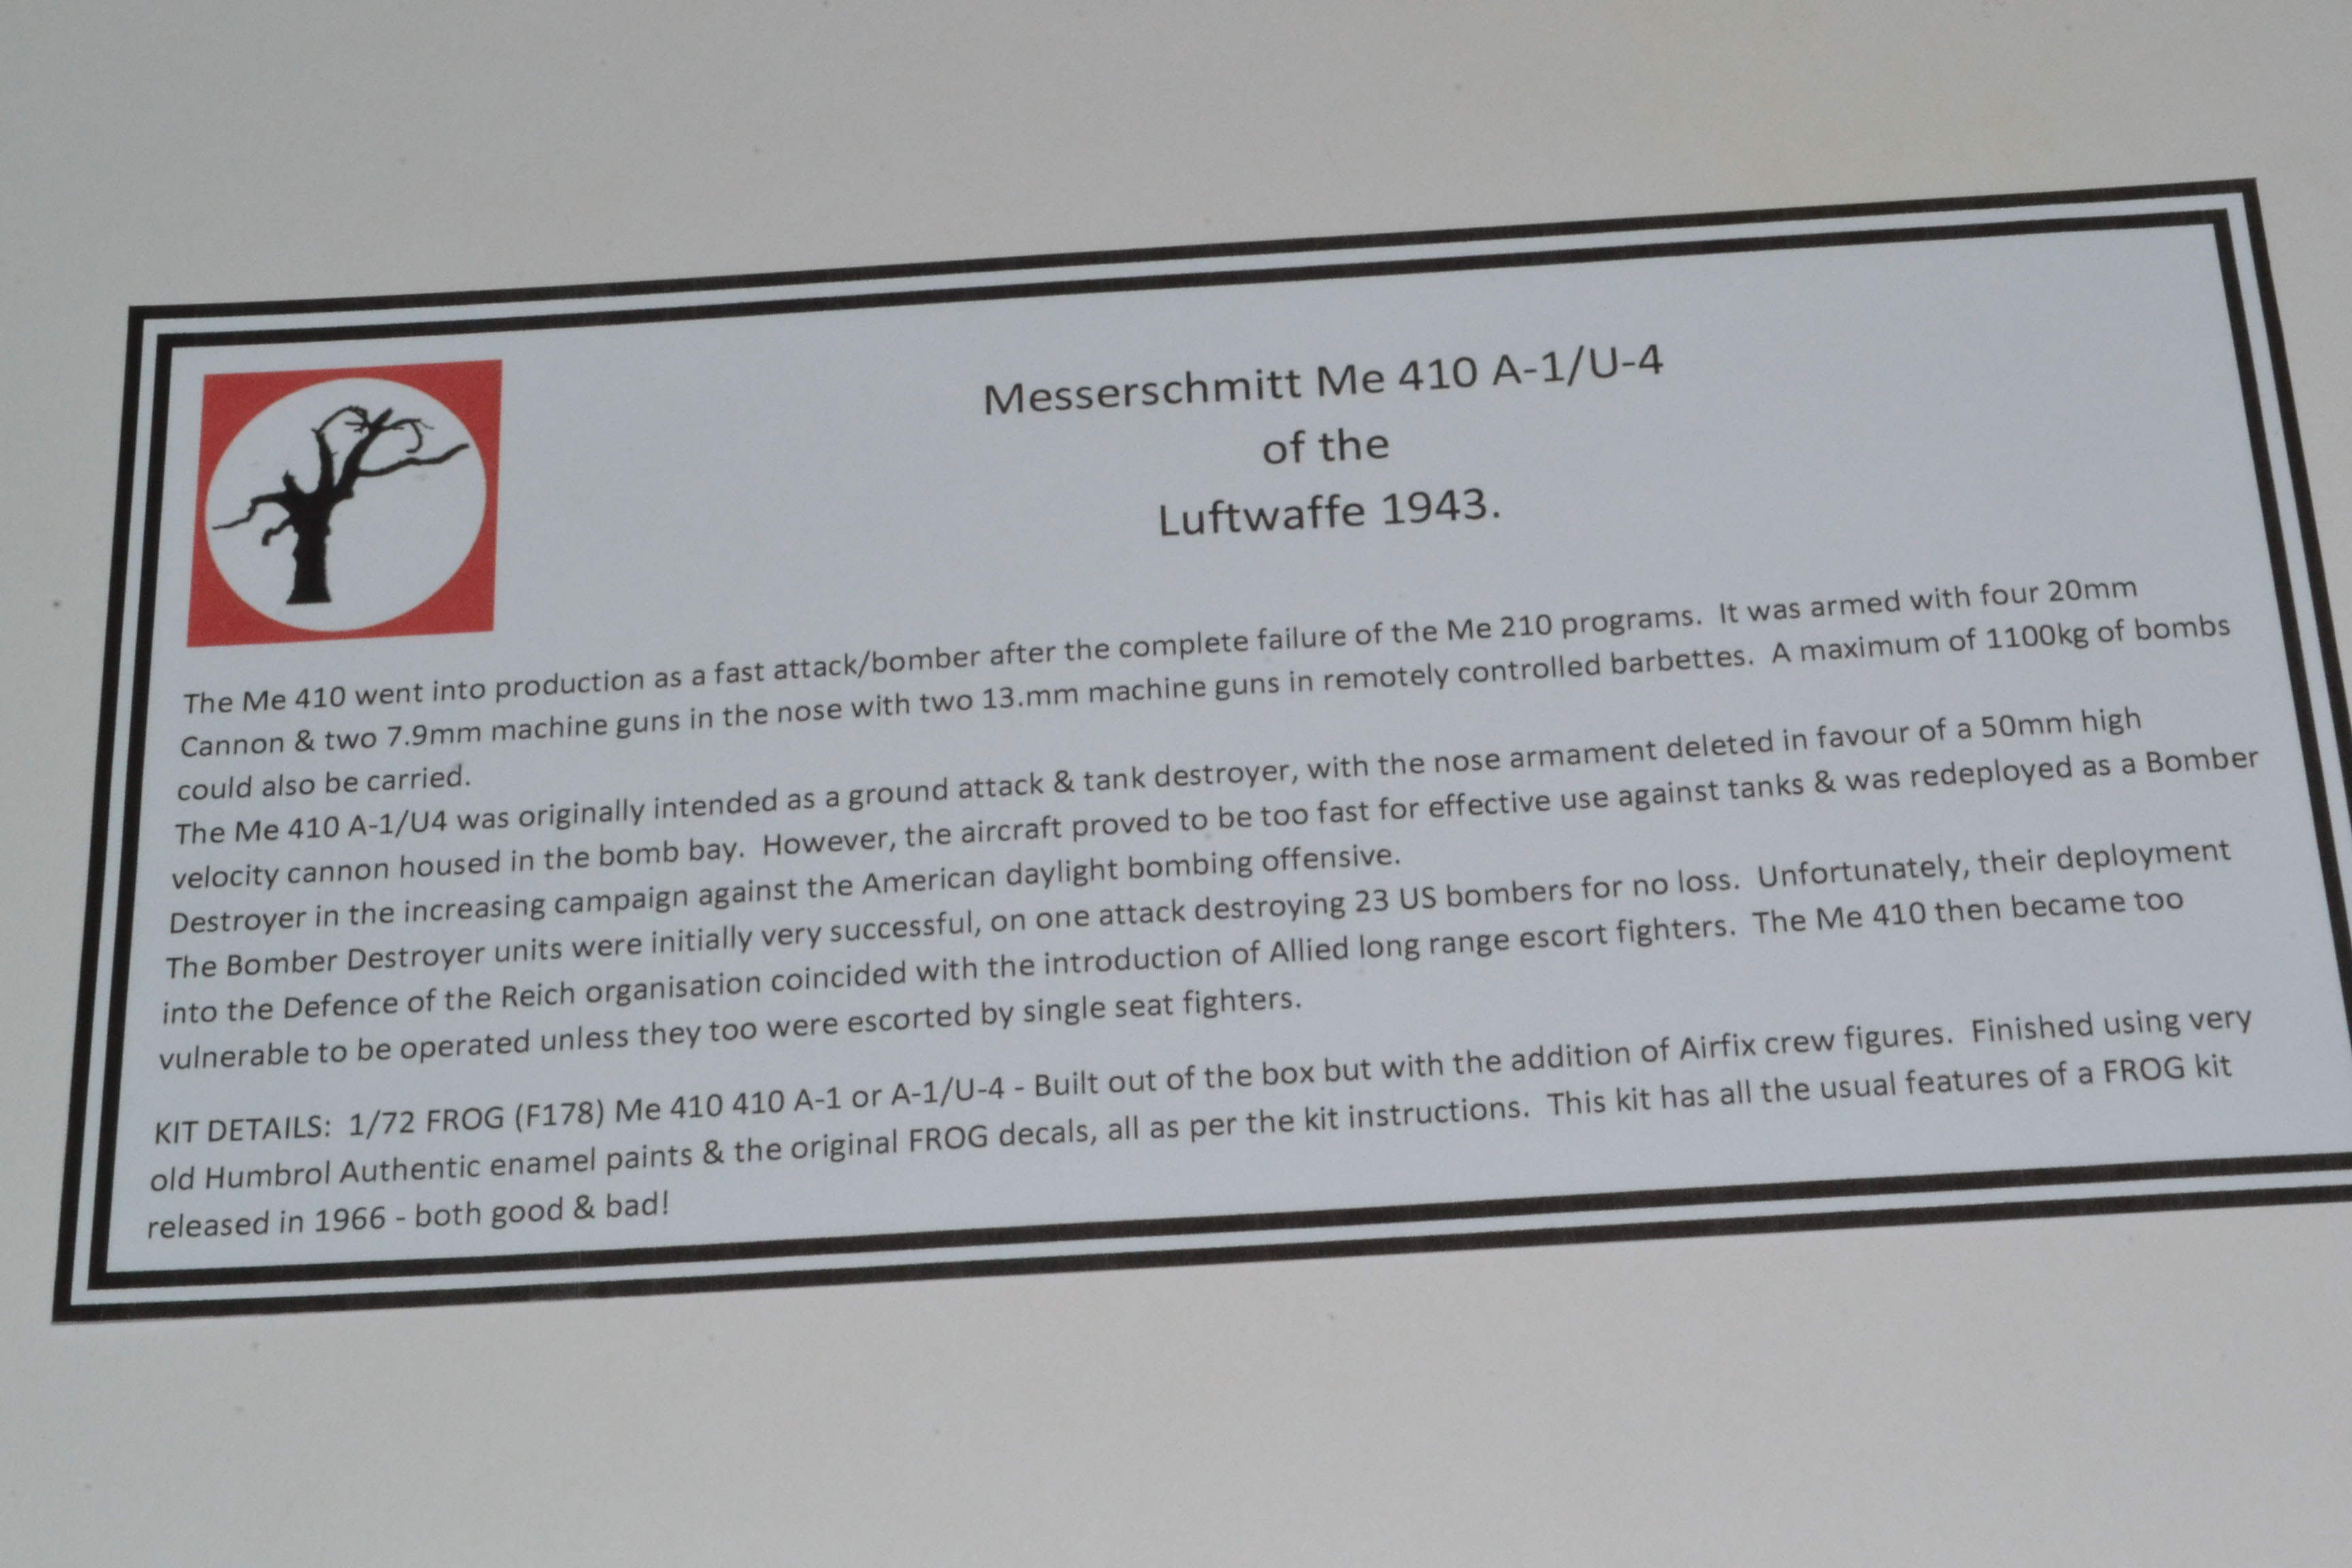 Messerschmitt Me 410 A-1/U-4
of the
Luftwaffe 1943.
The Me 410 went into production as a fast attack/bomber after the complete failure of the Me 210 programs.  It was armed with four 20mm
Cannon & two 7.9mm machine guns in the nose with two 13.mm machine guns in remotely controlled barbettes.  A maximum of 1100kg of bombs
could also be carried.
The Me 410 A-1/U4 was originally intended as a ground attack & tank destroyer, with the nose armament deleted in favour of a 50mm high
velocity cannon housed in the bomb bay.  However, the aircraft proved to be too fast for effective use against tanks & was redeployed as a Bomber
Destroyer in the increasing campaign against the American daylight bombing offensive.
The Bomber Destroyer units were initially very successful, on one attack destroying 23 US bombers for no loss.  Unfortunately, their deployment
into the Defence of the Reich organisation coincided with the introduction of Allied long range escort fighters.  The Me 410 then became too
vulnerable to be operated unless they too were escorted by single seat fighters.
KIT DETAILS:  1/72 FROG (F178) Me 410 410 A-1 or A-1/U-4 - Built out of the box but with the addition of Airfix crew figures.  Finished using very
old Humbrol Authentic enamel paints & the original FROG decals, all as per the kit instructions.  This kit has all the usual features of a FROG kit
released in 1966 - both good & bad!